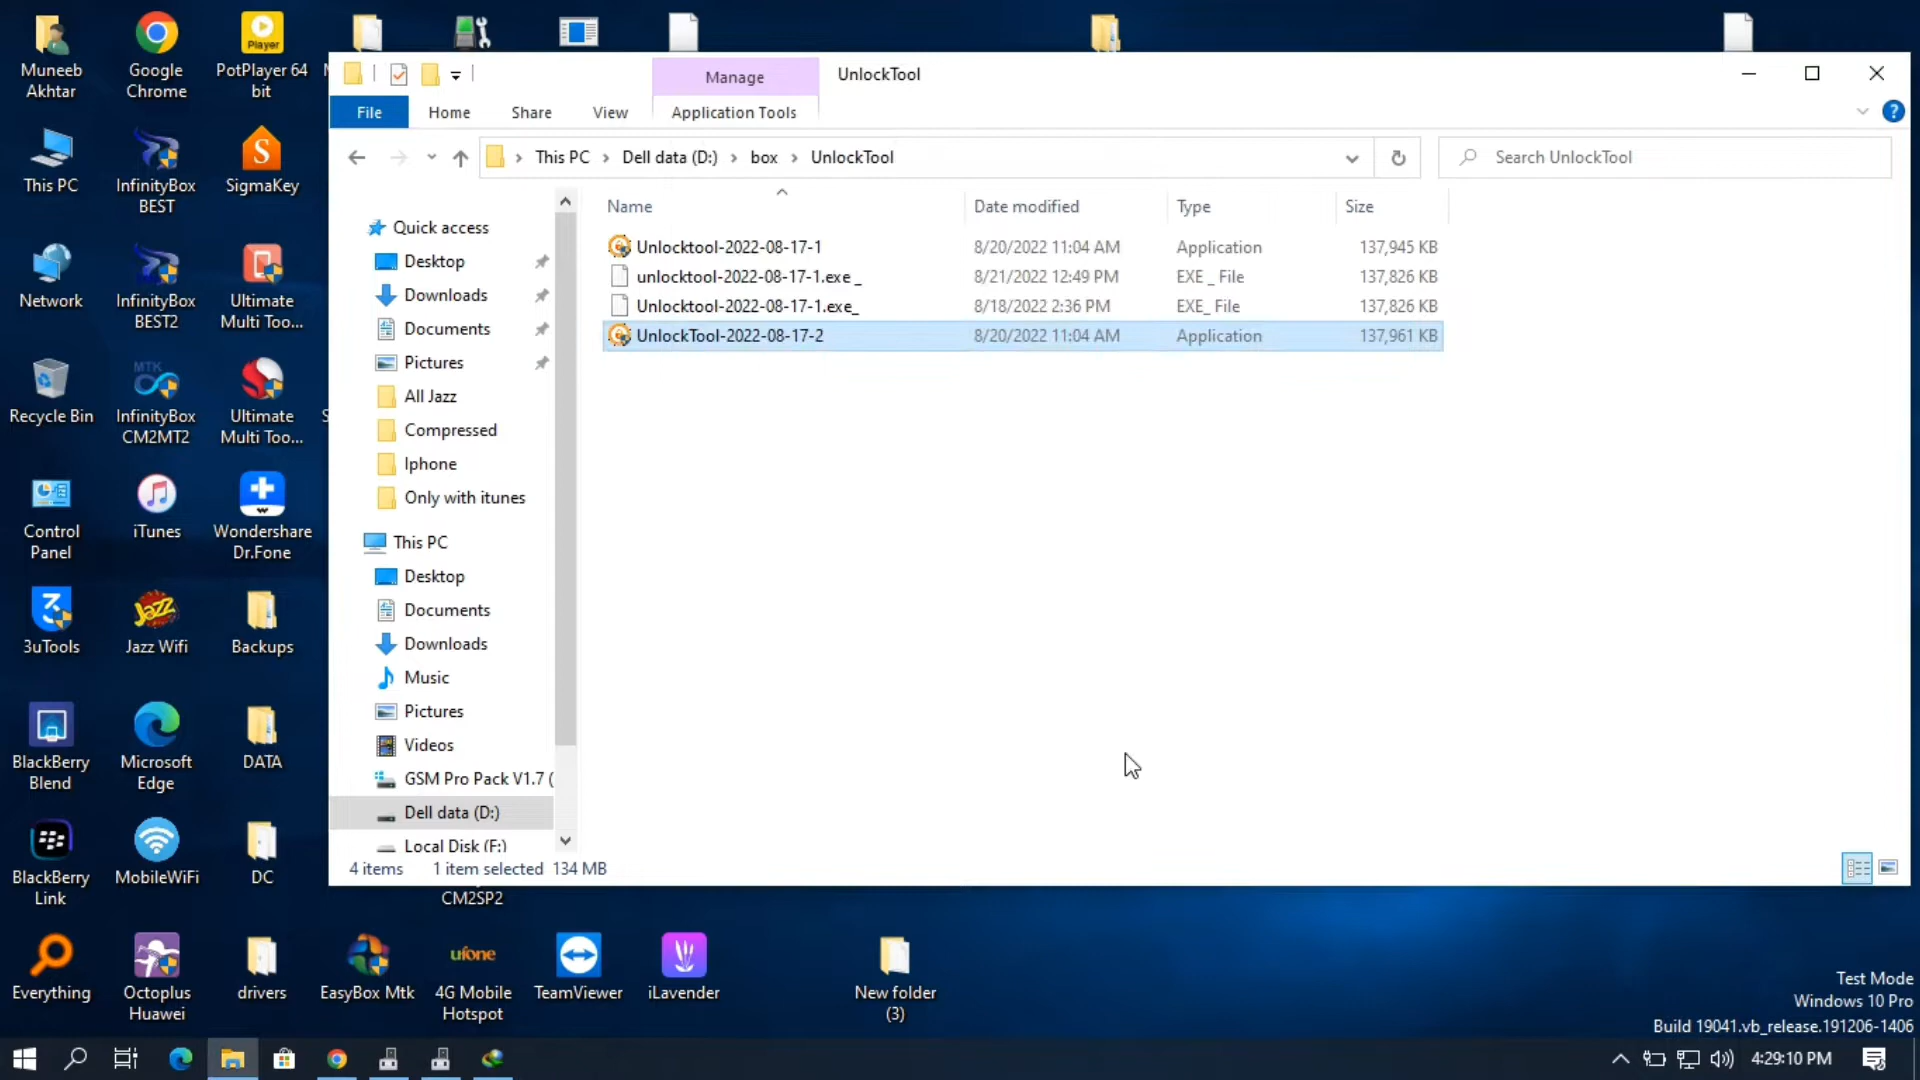 Muneeb
Akhtar
Google
Chrome
Player
PotPlayer 64
bit
This PC
InfinityBox
BEST
SigmaKey
Network
InfinityBox
BEST2
Ultimate
Multi Too...
Recycle Bin
MTK
InfinityBox
CM2MT2
Ultimate
Multi Too...
Control
Panel
iTunes
Wondershare
Dr.Fone
3uTools
Jazz
Jazz Wifi
Backups
BlackBerry
Blend
Microsoft
Edge
DATA
BlackBerry
Link
MobileWiFi
DC
CM2SP2
Everything
Octoplus
Huawei
drivers
EasyBox Mtk
ufone
4G Mobile
Hotspot
TeamViewer
iLavender
New folder
(3)
Manage
UnlockTool
File
Home
Share
View
Application Tools
This PC
Dell data (D:)
box
UnlockTool
Search UnlockTool
Quick access
Desktop
Downloads
Documents
Pictures
All Jazz
Compressed
Iphone
Only with itunes
This PC
Desktop
Documents
Downloads
Music
Pictures
Videos
GSM Pro Pack V1.7 (
Dell data (D:)
Local Disk (F:)
Name Date modified Type Size
Unlocktool-2022-08-17-1 8/20/2022 11:04 AM Application 137,945 KB
unlocktool-2022-08-17-1.exe _ 8/21/2022 12:49 PM EXE _ File 137,826 KB
Unlocktool-2022-08-17-1.exe_ 8/18/2022 2:36 PM EXE_ File 137,826 KB
UnlockTool-2022-08-17-2 8/20/2022 11:04 AM Application 137,961 KB
4 items 1 item selected 134 MB
Test Mode
Windows 10 Pro
Build 19041.vb_release.191206-1406
4:29:10 PM